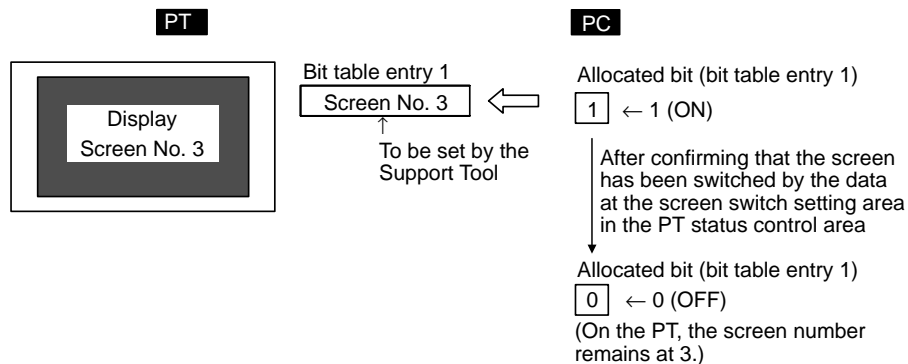 PT
PC
Display
Screen No. 3
Bit table entry 1
Screen No. 3
↑
To be set by the
Support Tool
Allocated bit (bit table entry 1)
1 ← 1 (ON)
After confirming that the screen
has been switched by the data
at the screen switch setting area
in the PT status control area
Allocated bit (bit table entry 1)
0 ← 0 (OFF)
(On the PT, the screen number
remains at 3.)